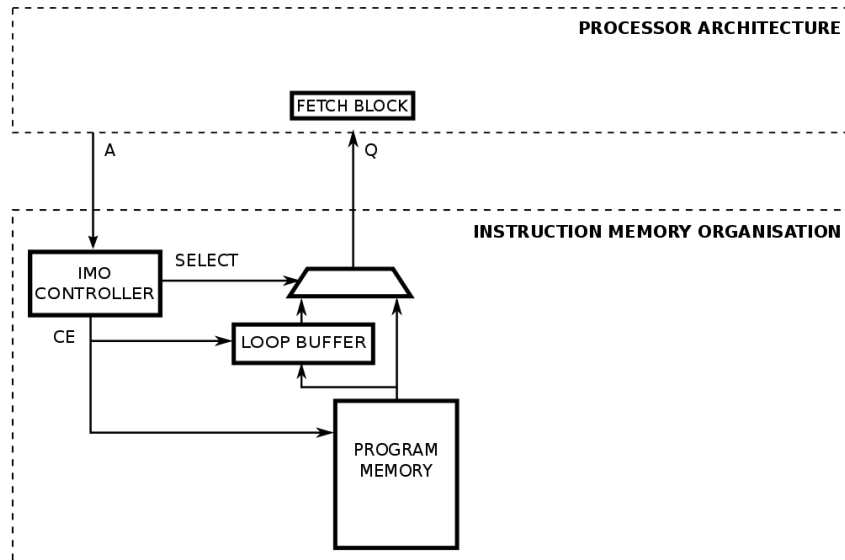 PROCESSOR ARCHITECTURE
FETCH BLOCK
A
Q
INSTRUCTION MEMORY ORGANISATION
SELECT
IMO
CONTROLLER
CE
LOOP BUFFER
PROGRAM
MEMORY